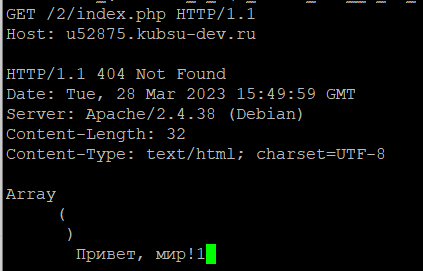 GET /2/index.php HTTP/1.1
Host: u52875.kubsu-dev.ru
HTTP/1.1 404 Not Found
Date: Tue, 28 Mar 2023 15:49:59 GMT
Server: Apache/2.4.38 (Debian)
Content-Length: 32
Content-Type: text/html; charset=UTF-8
Array
(
)
Привет, мир!1